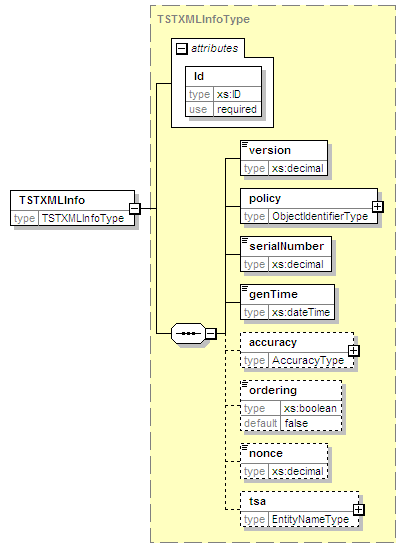 TSTXMLInfoType
attributes
Id
type xs:ID
use required
TSTXMLInfo
type TSTXMLInfoType
version
type xs:decimal
policy
type ObjectIdentifierType
serialNumber
type xs:decimal
genTime
type xs:dateTime
accuracy
type AccuracyType
ordering
type xs:boolean
default false
nonce
type xs:decimal
tsa
type EntityNameType